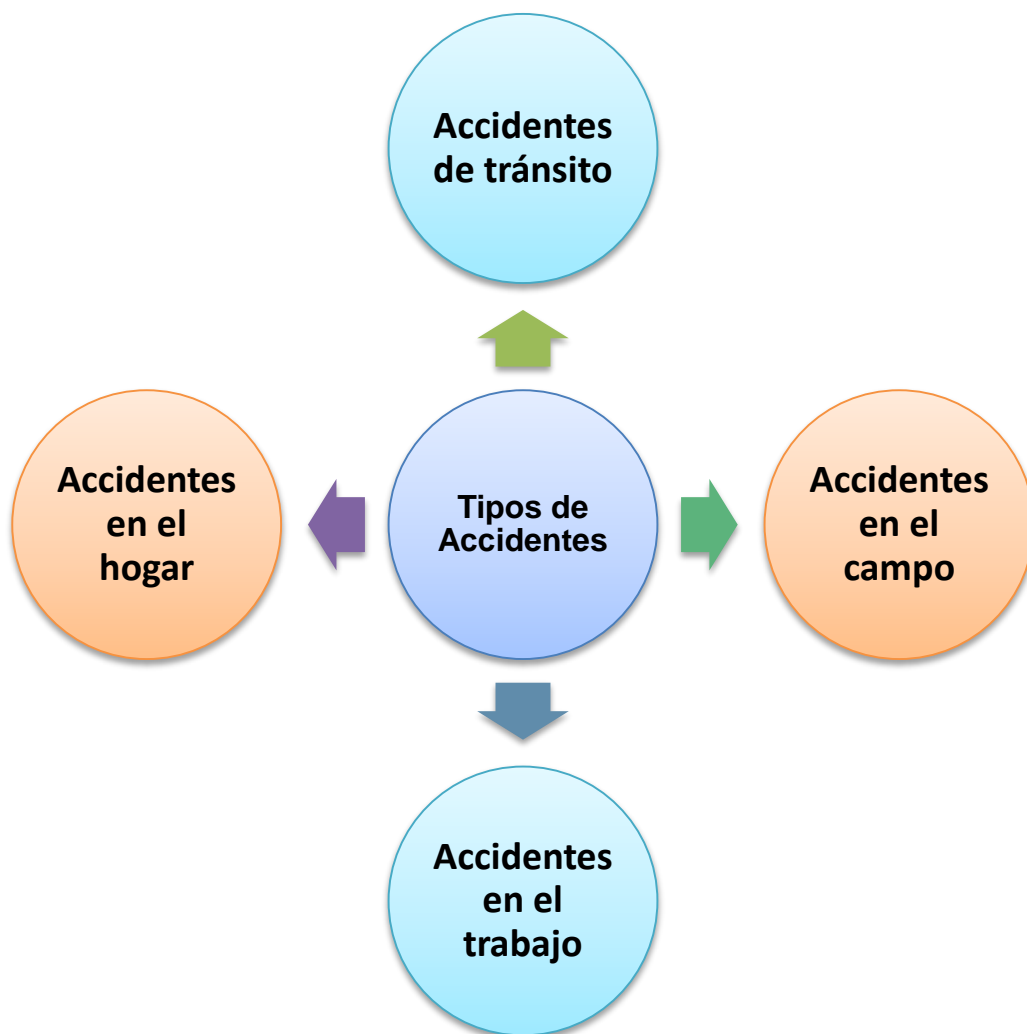 Accidentes
de tránsito
Accidentes
en el
hogar
Tipos de
Accidentes
Accidentes
en el
campo
Accidentes
en el
trabajo